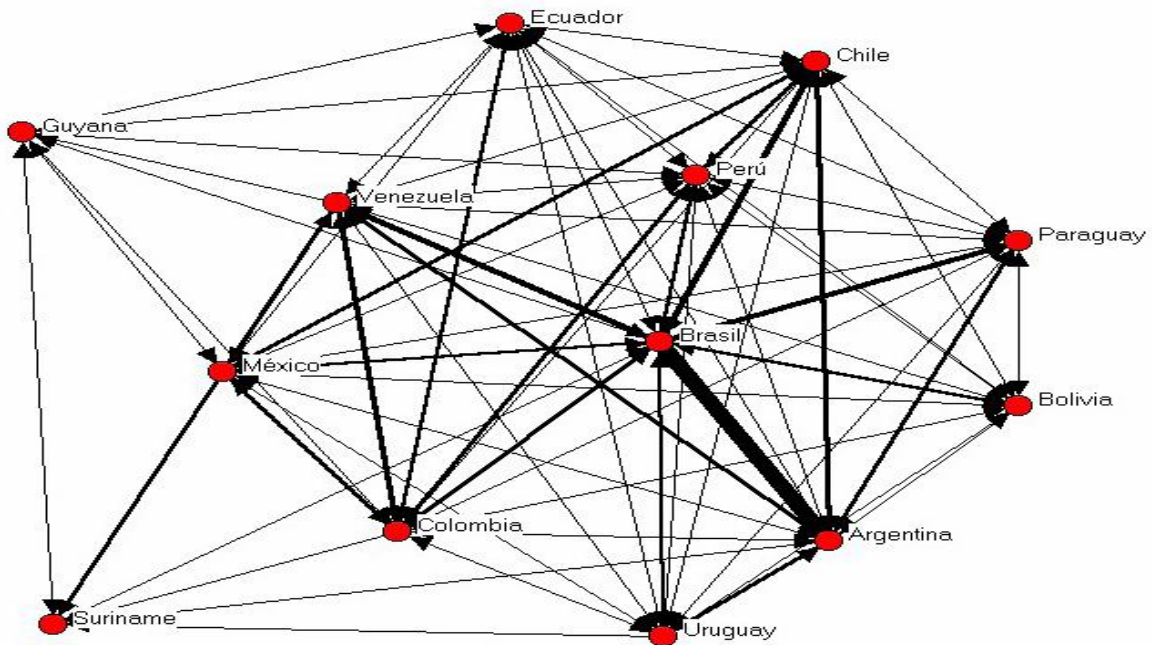 Ecuador
Chile
Guyana
Perú
Venezuela
Paraguay
Brasil
México
Bolivia
Colombia
Argentina
Suriname
Uruguay